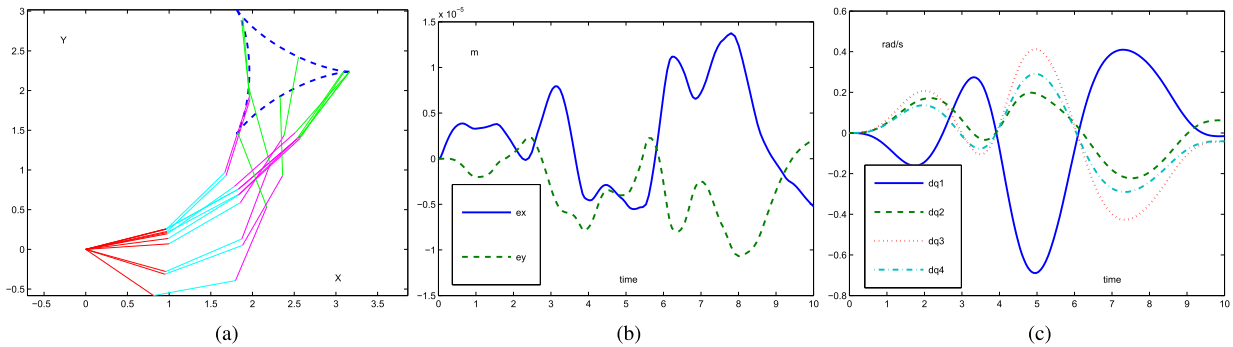 3
2.5
2
1.5
1
0.5
0
-0.5
Y
X
-0.5 0 0.5 1 1.5 2 2.5 3 3.5
(a)
x 10⁻⁵
1.5
1
0.5
0
-0.5
-1
-1.5
m
ex
ey
time
0 1 2 3 4 5 6 7 8 9 10
(b)
0.6
0.4
0.2
0
-0.2
-0.4
-0.6
-0.8
rad/s
dq1
dq2
dq3
dq4
time
0 1 2 3 4 5 6 7 8 9 10
(c)